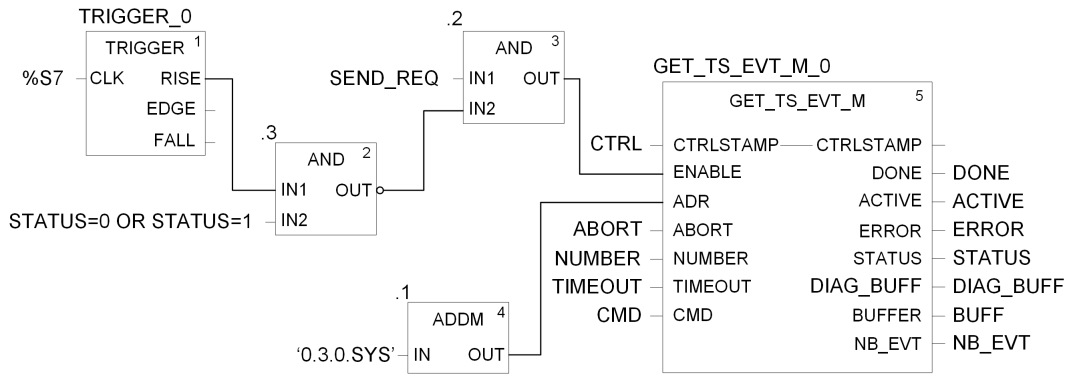 TRIGGER_0
TRIGGER 1
%S7 CLK RISE
EDGE
FALL
.3
AND 2
IN1 OUT
STATUS=0 OR STATUS=1 IN2
.2
AND 3
SEND_REQ IN1 OUT
IN2
.1
ADDM 4
‘0.3.0.SYS’ IN OUT
GET_TS_EVT_M_0
GET_TS_EVT_M 5
CTRL CTRLSTAMP CTRLSTAMP
ENABLE DONE DONE
ADR ACTIVE ACTIVE
ABORT ABORT ERROR ERROR
NUMBER NUMBER STATUS STATUS
TIMEOUT TIMEOUT DIAG_BUFF DIAG_BUFF
CMD CMD BUFFER BUFF
NB_EVT NB_EVT